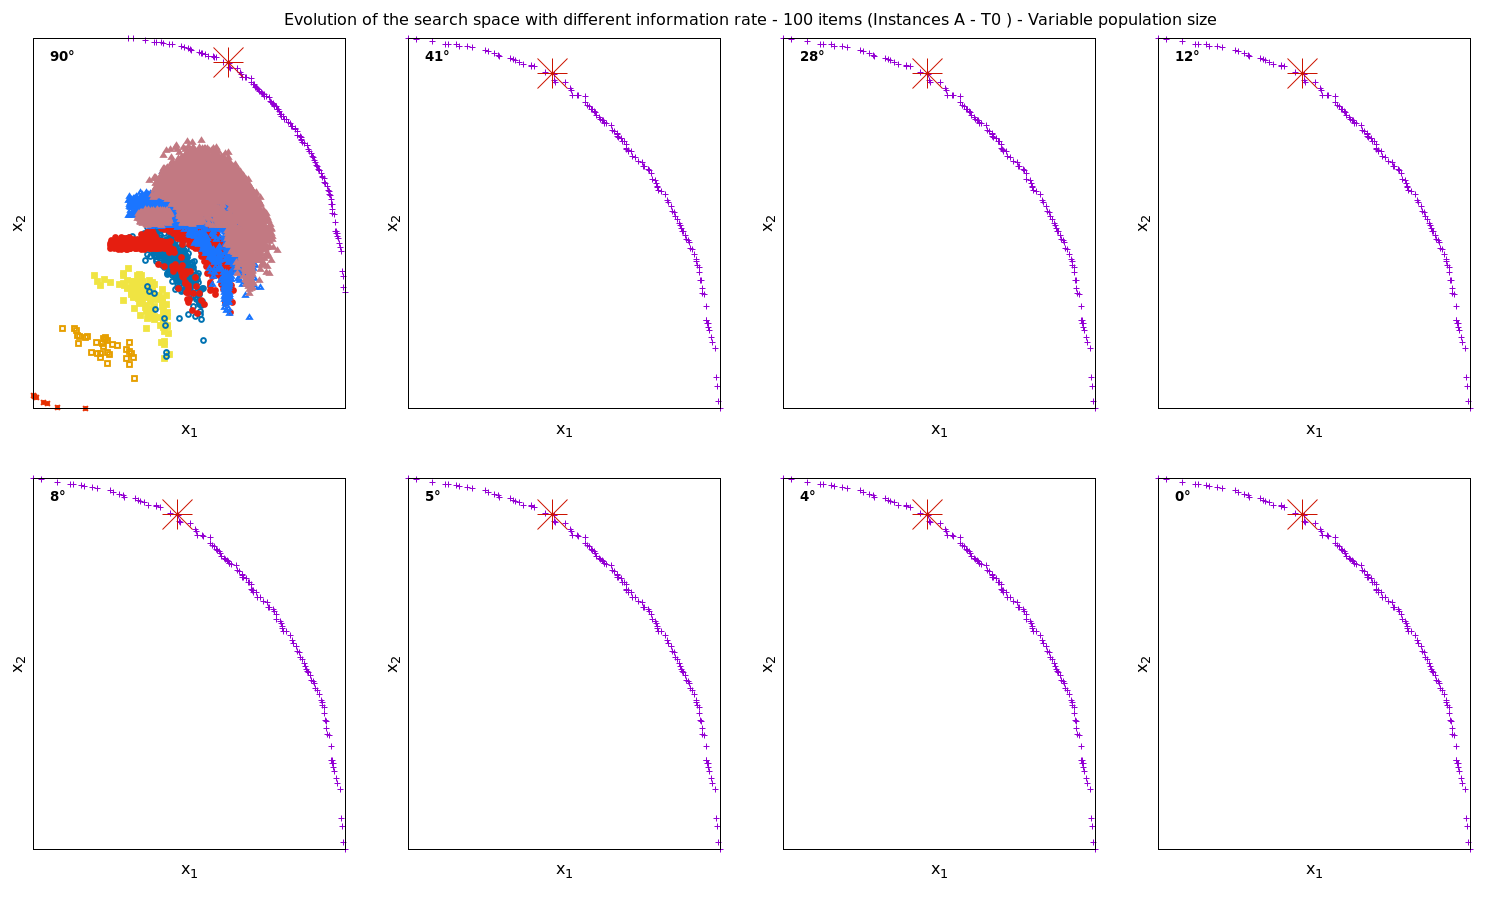 Evolution of the search space with different information rate - 100 items (Instances A - T0 ) - Variable population size
90°
x2
x1
41°
x2
x1
28°
x2
x1
12°
x2
x1
8°
x2
x1
5°
x2
x1
4°
x2
x1
0°
x2
x1